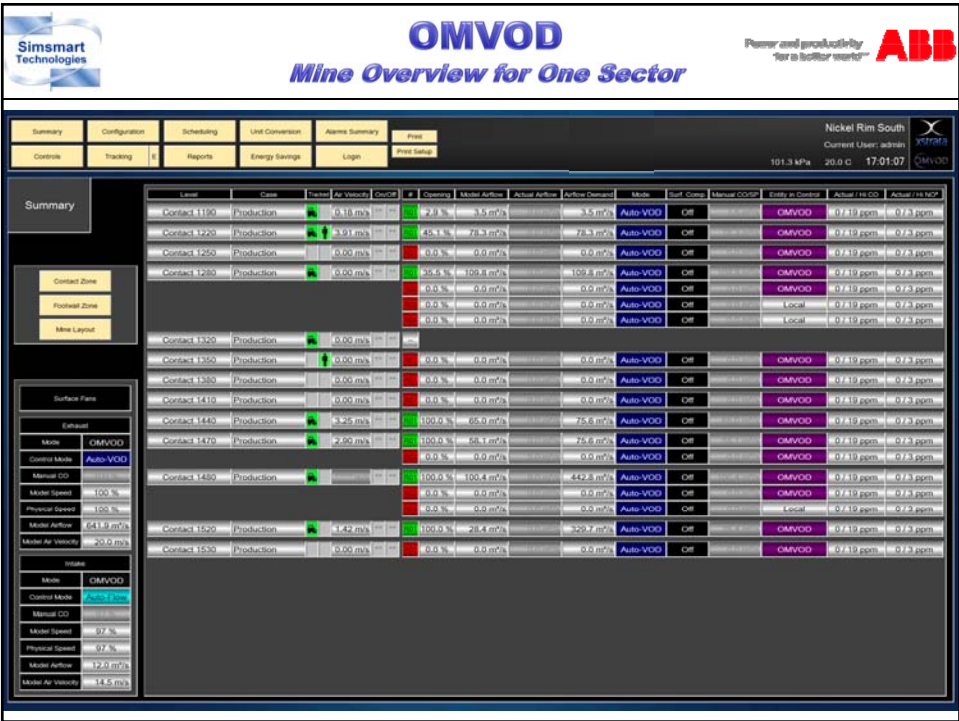 Simsmart
Technologies
OMVOD
Mine Overview for One Sector
Power and productivity
for a better world™
ABB
Summary Configuration Scheduling Unit Conversion Alarms Summary Print
Controls Tracking E Reports Energy Savings Login Print Setup
Nickel Rim South
Current User: admin
101.3 kPa 20.0 C 17:01:07
xstrata
OMVOD
Summary
Contact Zone
Footwall Zone
Mine Layout
Surface Fans
Exhaust
Mode OMVOD
Control Mode Auto-VOD
Manual CO
Model Speed 100 %
Physical Speed 100 %
Model Airflow 641.9 m³/s
Model Air Velocity 20.0 m/s
Intake
Mode OMVOD
Control Mode Auto-Flow
Manual CO
Model Speed 97 %
Physical Speed 97 %
Model Airflow 12.0 m³/s
Model Air Velocity 14.5 m/s
Level Case Tracked Air Velocity On/Off # Opening Model Airflow Actual Airflow Airflow Demand Mode Surf. Comp. Manual CO/SP Entity in Control Actual / Hi CO Actual / Hi NO²
Contact 1190 Production 0.18 m/s 2.9 % 3.5 m³/s 3.5 m³/s Auto-VOD Off OMVOD 0 / 19 ppm 0 / 3 ppm
Contact 1220 Production 3.91 m/s 45.1 % 78.3 m³/s 78.3 m³/s Auto-VOD Off OMVOD 0 / 19 ppm 0 / 3 ppm
Contact 1250 Production 0.00 m/s 0.0 % 0.0 m³/s 0.0 m³/s Auto-VOD Off OMVOD 0 / 19 ppm 0 / 3 ppm
Contact 1280 Production 0.00 m/s 35.5 % 109.8 m³/s 109.8 m³/s Auto-VOD Off OMVOD 0 / 19 ppm 0 / 3 ppm
0.0 % 0.0 m³/s 0.0 m³/s Auto-VOD Off OMVOD 0 / 19 ppm 0 / 3 ppm
0.0 % 0.0 m³/s 0.0 m³/s Auto-VOD Off Local 0 / 19 ppm 0 / 3 ppm
0.0 % 0.0 m³/s 0.0 m³/s Auto-VOD Off Local 0 / 19 ppm 0 / 3 ppm
Contact 1320 Production 0.00 m/s --
Contact 1350 Production 0.00 m/s 0.0 % 0.0 m³/s 0.0 m³/s Auto-VOD Off OMVOD 0 / 19 ppm 0 / 3 ppm
Contact 1380 Production 0.00 m/s 0.0 % 0.0 m³/s 0.0 m³/s Auto-VOD Off OMVOD 0 / 19 ppm 0 / 3 ppm
Contact 1410 Production 0.00 m/s 0.0 % 0.0 m³/s 0.0 m³/s Auto-VOD Off OMVOD 0 / 19 ppm 0 / 3 ppm
Contact 1440 Production 3.25 m/s 100.0 % 65.0 m³/s 75.6 m³/s Auto-VOD Off OMVOD 0 / 19 ppm 0 / 3 ppm
Contact 1470 Production 2.90 m/s 100.0 % 58.1 m³/s 75.6 m³/s Auto-VOD Off OMVOD 0 / 19 ppm 0 / 3 ppm
0.0 % 0.0 m³/s 0.0 m³/s Auto-VOD Off OMVOD 0 / 19 ppm 0 / 3 ppm
Contact 1480 Production 100.0 % 100.4 m³/s 442.8 m³/s Auto-VOD Off OMVOD 0 / 19 ppm 0 / 3 ppm
0.0 % 0.0 m³/s 0.0 m³/s Auto-VOD Off OMVOD 0 / 19 ppm 0 / 3 ppm
0.0 % 0.0 m³/s 0.0 m³/s Auto-VOD Off Local 0 / 19 ppm 0 / 3 ppm
Contact 1520 Production 1.42 m/s 100.0 % 28.4 m³/s 329.7 m³/s Auto-VOD Off OMVOD 0 / 19 ppm 0 / 3 ppm
Contact 1530 Production 0.00 m/s 0.0 % 0.0 m³/s 0.0 m³/s Auto-VOD Off OMVOD 0 / 19 ppm 0 / 3 ppm